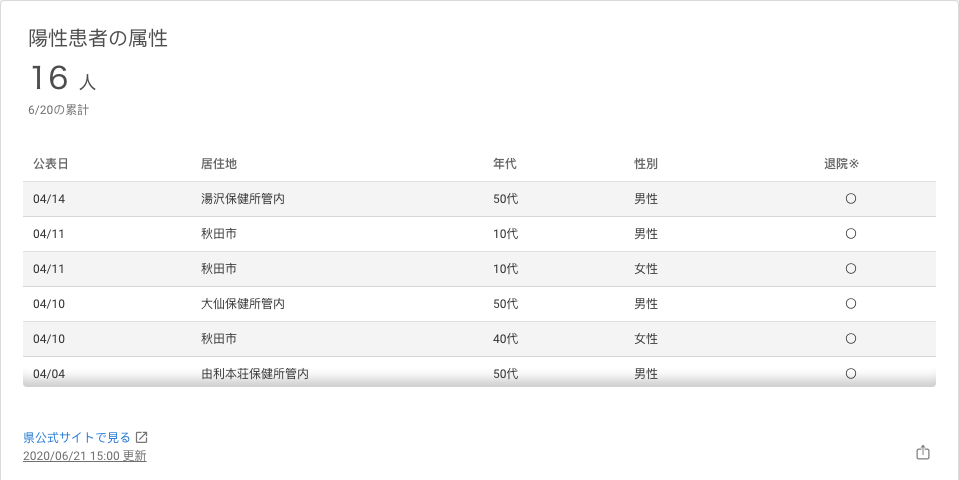 陽性患者の属性
16 人
6/20の累計
公表日 居住地 年代 性別 退院※
04/14 湯沢保健所管内 50代 男性 〇
04/11 秋田市 10代 男性 〇
04/11 秋田市 10代 女性 〇
04/10 大仙保健所管内 50代 男性 〇
04/10 秋田市 40代 女性 〇
04/04 由利本荘保健所管内 50代 男性 〇
県公式サイトで見る
2020/06/21 15:00 更新